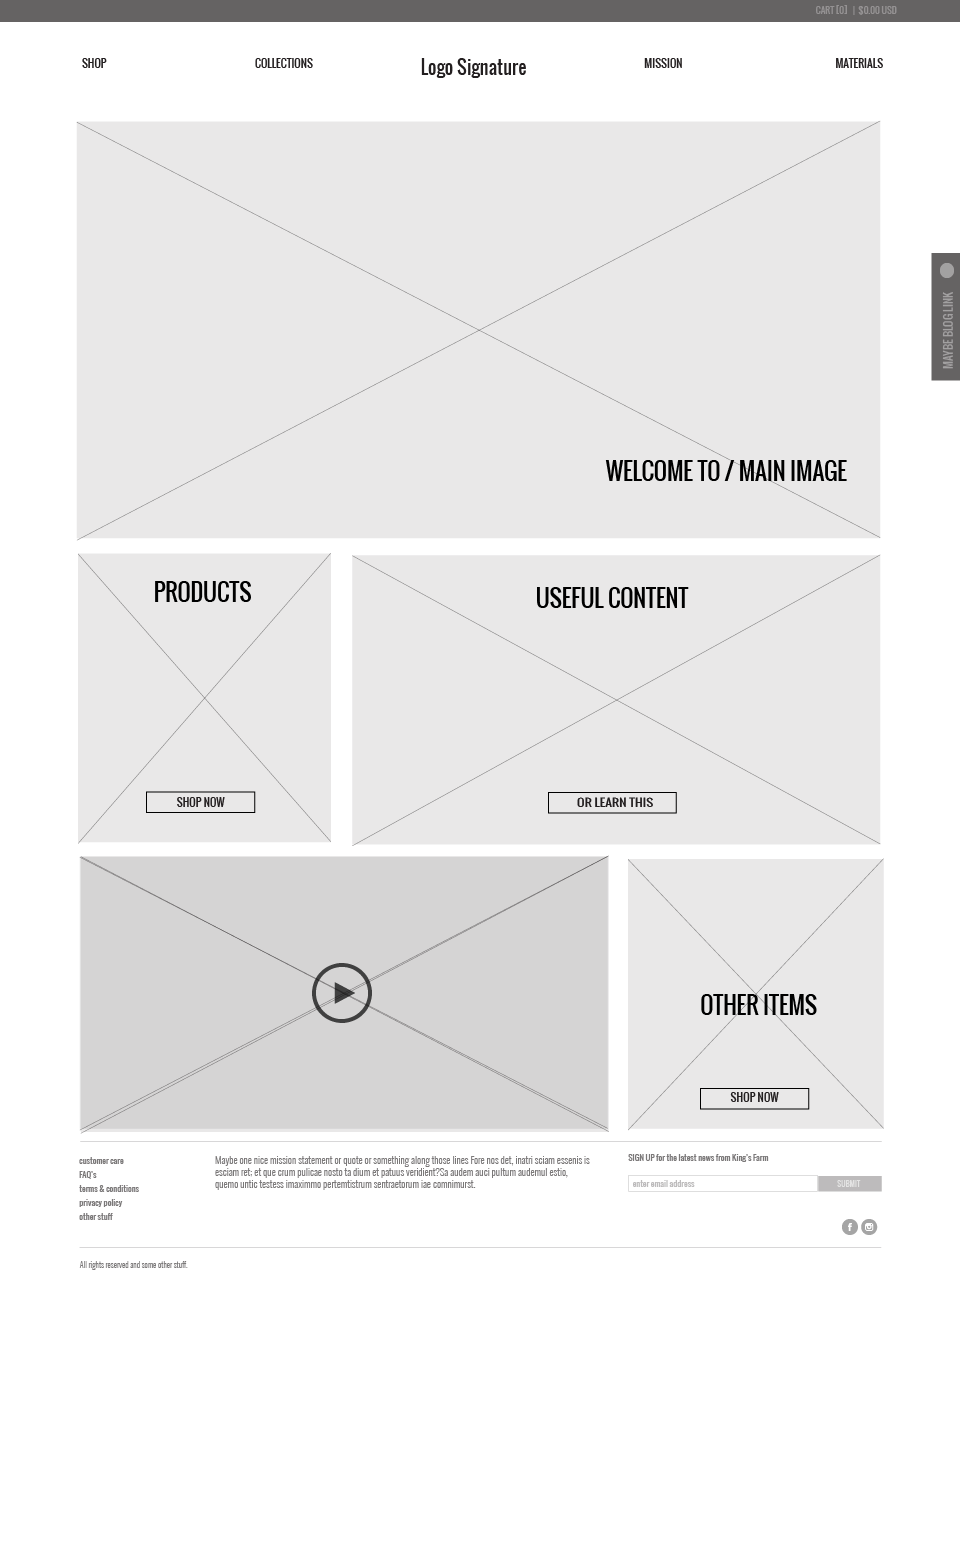 CART [0] | $0.00 USD
SHOP
COLLECTIONS
Logo Signature
MISSION
MATERIALS
MAYBE BLOG LINK
WELCOME TO / MAIN IMAGE
PRODUCTS
USEFUL CONTENT
SHOP NOW
OR LEARN THIS
OTHER ITEMS
SHOP NOW
customer care
FAQ's
terms & conditions
privacy policy
other stuff
Maybe one nice mission statement or quote or something along those lines Fore nos det, inatri sciam essenis is
esciam ret; et que crum pulicae nosto ta dium et patuus veridient?Sa audem auci pultum audemul estio,
quemo untic testess imaximmo pertemtistrum sentraetorum iae comnimurst.
SIGN UP for the latest news from King's Farm
enter email address
SUBMIT
All rights reserved and some other stuff.